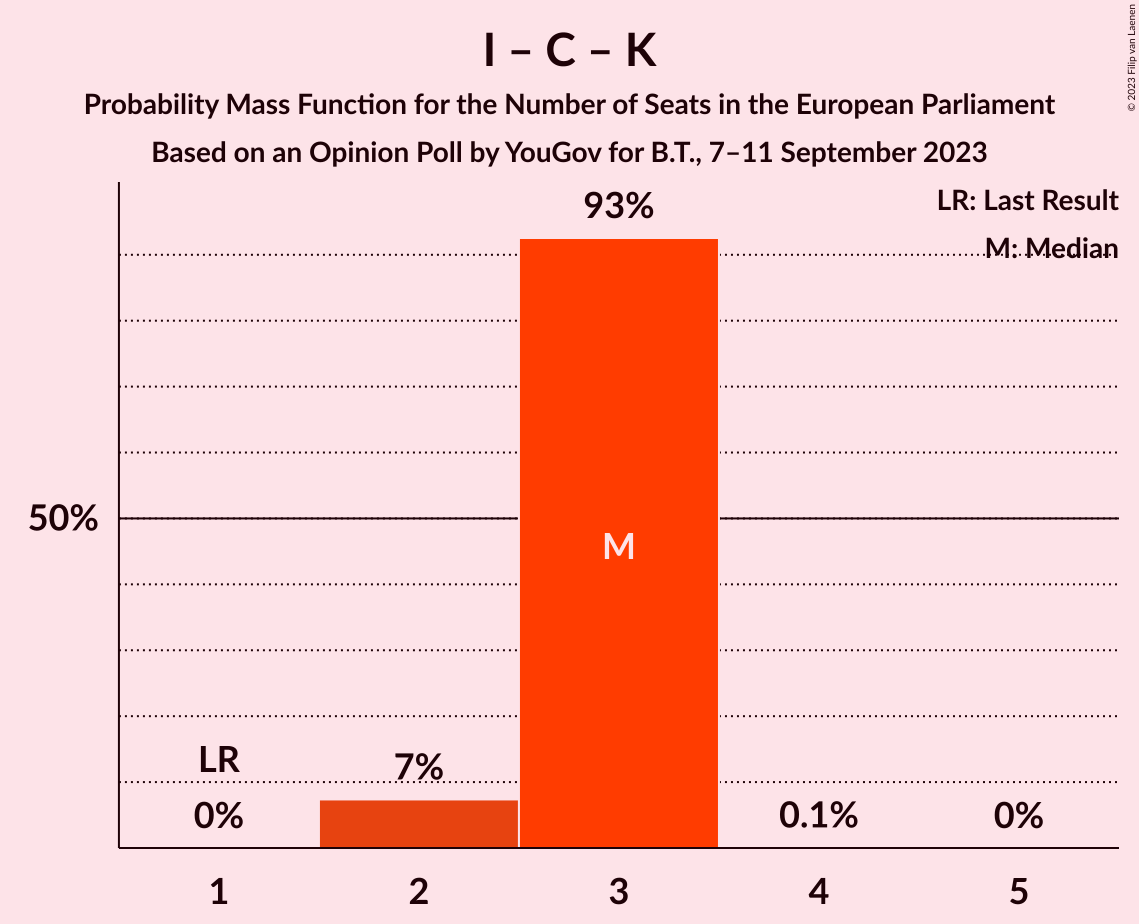 I – C – K
Probability Mass Function for the Number of Seats in the European Parliament
Based on an Opinion Poll by YouGov for B.T., 7–11 September 2023
© 2023 Filip van Laenen
LR: Last Result
M: Median
93%
50%
M
LR
7%
0%
0.1%
0%
1 2 3 4 5